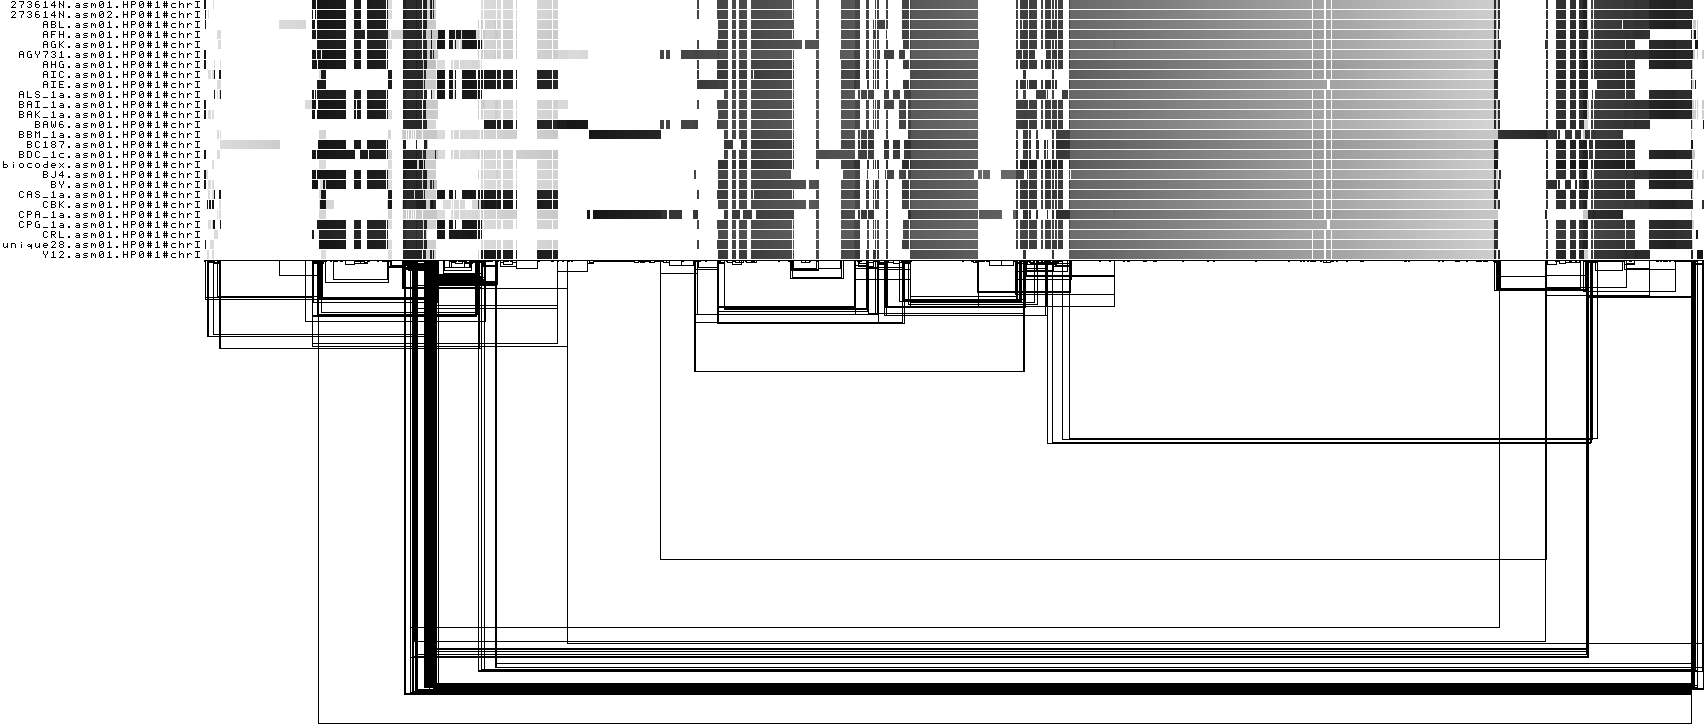 273614N.asm01.HP0#1#chrI
273614N.asm02.HP0#1#chrI
ABL.asm01.HP0#1#chrI
AFH.asm01.HP0#1#chrI
AGK.asm01.HP0#1#chrI
AGY731.asm01.HP0#1#chrI
AHG.asm01.HP0#1#chrI
AIC.asm01.HP0#1#chrI
AIE.asm01.HP0#1#chrI
ALS_1a.asm01.HP0#1#chrI
BAI_1a.asm01.HP0#1#chrI
BAK_1a.asm01.HP0#1#chrI
BAW6.asm01.HP0#1#chrI
BBM_1a.asm01.HP0#1#chrI
BC187.asm01.HP0#1#chrI
BDC_1c.asm01.HP0#1#chrI
biocodex.asm01.HP0#1#chrI
BJ4.asm01.HP0#1#chrI
BY.asm01.HP0#1#chrI
CAS_1a.asm01.HP0#1#chrI
CBK.asm01.HP0#1#chrI
CPA_1a.asm01.HP0#1#chrI
CPG_1a.asm01.HP0#1#chrI
CRL.asm01.HP0#1#chrI
unique28.asm01.HP0#1#chrI
Y12.asm01.HP0#1#chrI